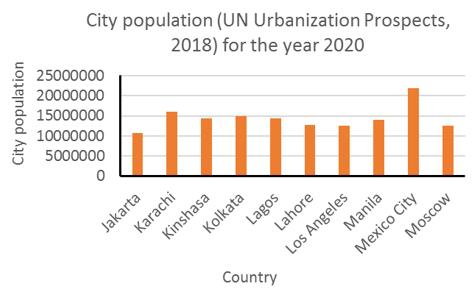 City population (UN Urbanization Prospects,
2018) for the year 2020
City population
25000000
20000000
15000000
10000000
5000000
0
Jakarta
Karachi
Kinshasa
Kolkata
Lagos
Lahore
Los Angeles
Manila
Mexico City
Moscow
Country